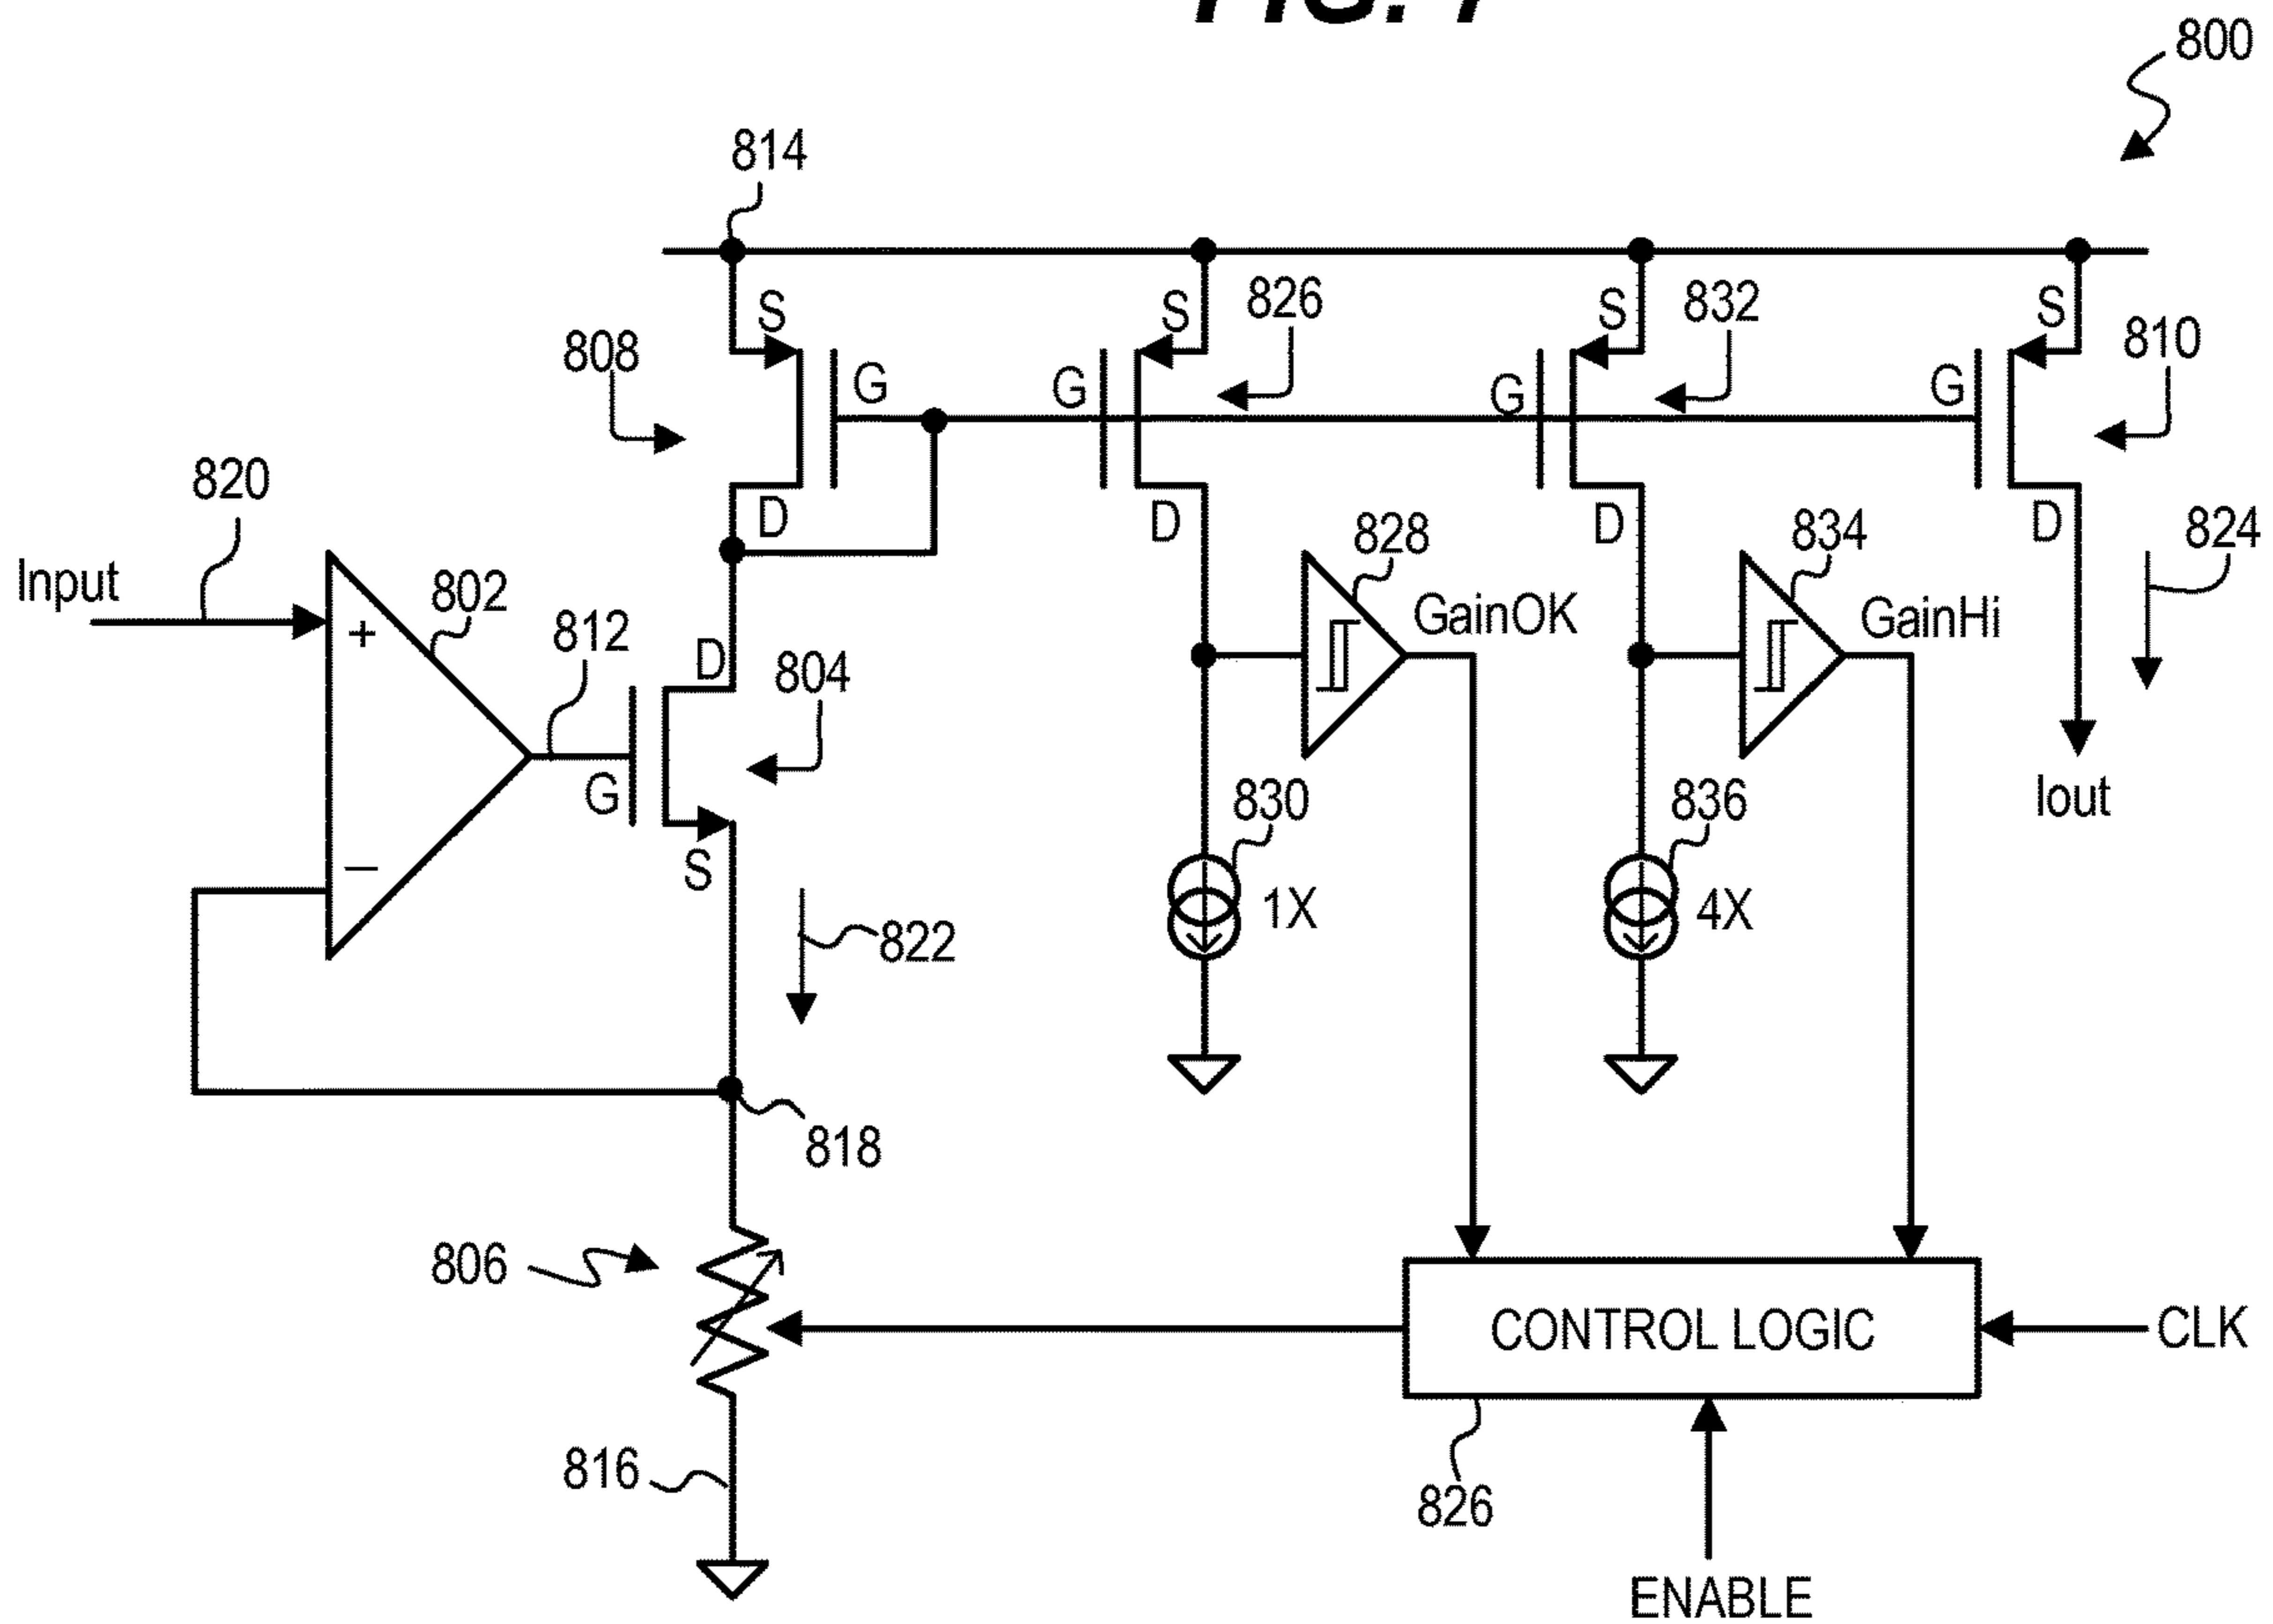 800
814
S
S
826
S
832
S
810
808
G
G
G
G
820
D
D
D
D
824
Input
802
812
828
GainOK
834
GainHi
+
D
804
G
830
836
Iout
−
S
1X
4X
822
818
806
CONTROL LOGIC
CLK
816
826
ENABLE